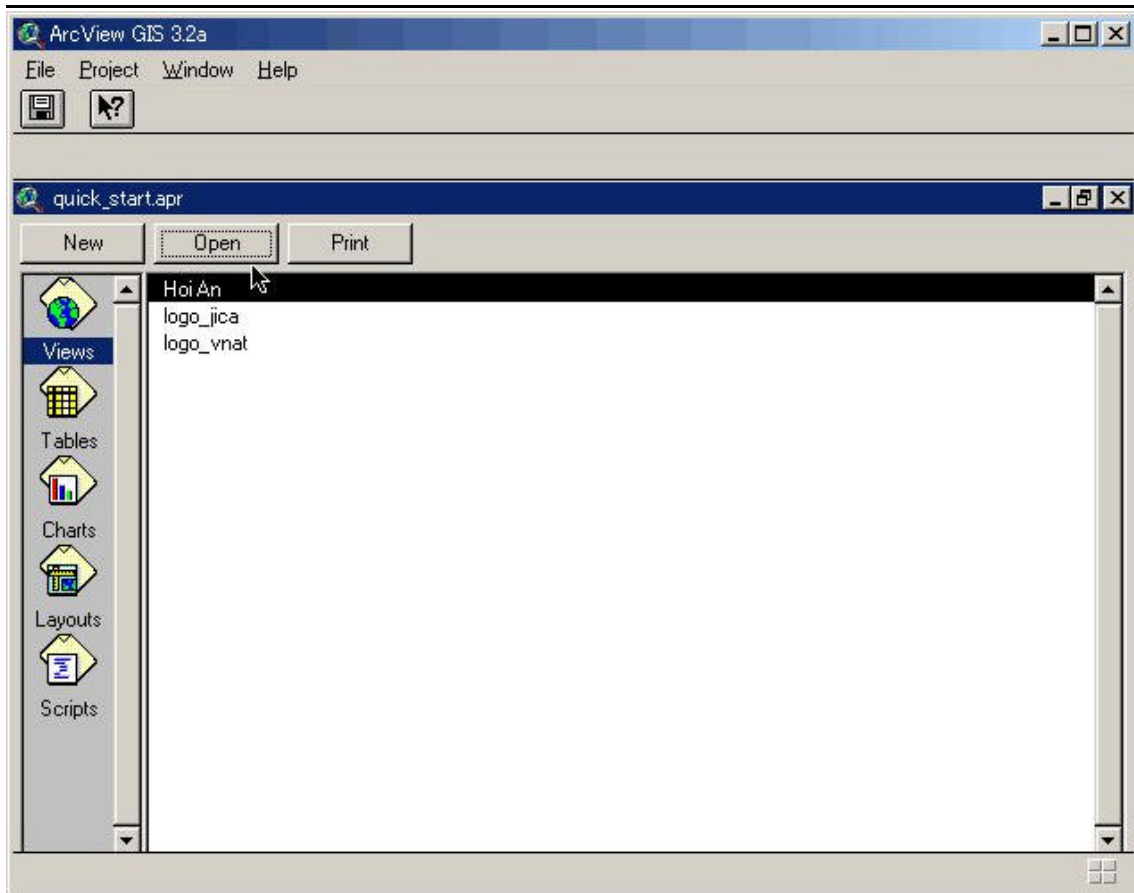 ArcView GIS 3.2a
File Project Window Help
quick_start.apr
New Open Print
Hoi An
logo_jica
logo_vnat
Views
Tables
Charts
Layouts
Scripts